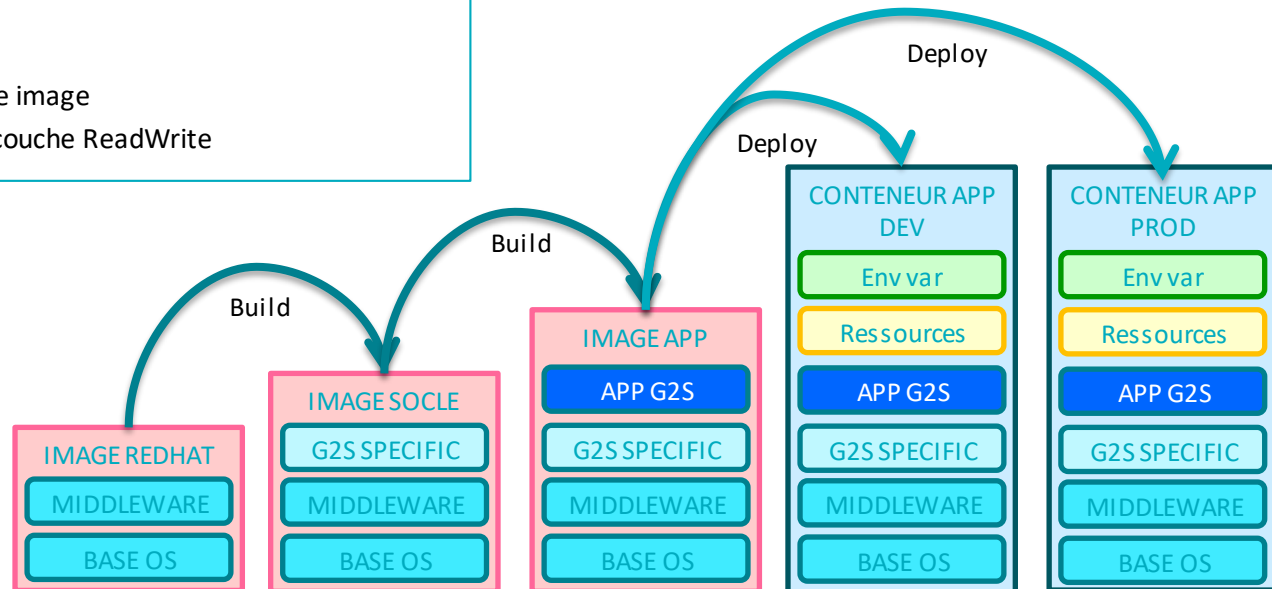 e image
couche ReadWrite
Deploy
Deploy
Build
Build
IMAGE REDHAT
MIDDLEWARE
BASE OS
IMAGE SOCLE
G2S SPECIFIC
MIDDLEWARE
BASE OS
IMAGE APP
APP G2S
G2S SPECIFIC
MIDDLEWARE
BASE OS
CONTENEUR APP
DEV
Env var
Ressources
APP G2S
G2S SPECIFIC
MIDDLEWARE
BASE OS
CONTENEUR APP
PROD
Env var
Ressources
APP G2S
G2S SPECIFIC
MIDDLEWARE
BASE OS